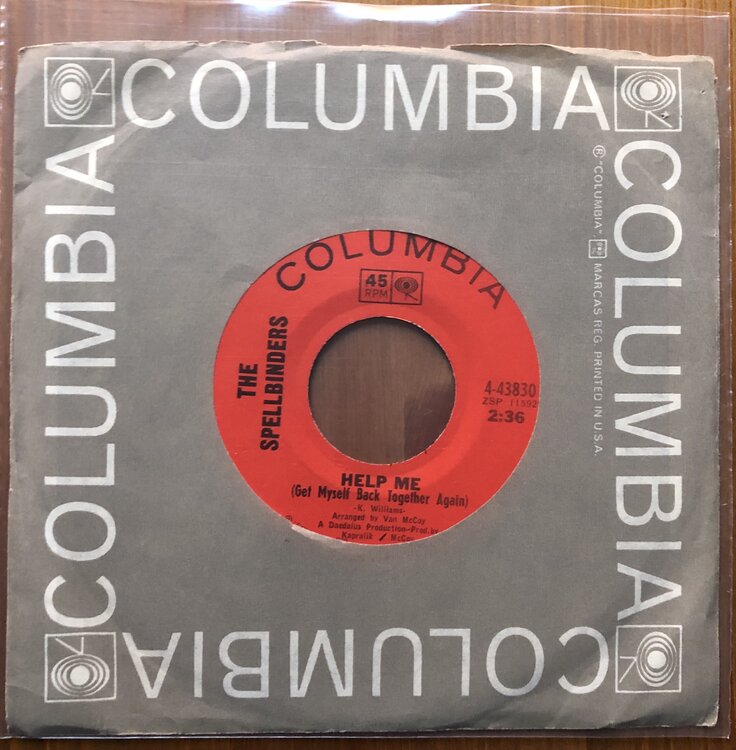 COLUMBIA
COLUMBIA
COLUMBIA
COLUMBIA
® "COLUMBIA", MARCAS REG. PRINTED IN U.S.A.
COLUMBIA
45
RPM
THE
SPELLBINDERS
4-43830
ZSP 11592
2:36
HELP ME
(Get Myself Back Together Again)
-K. Williams-
Arranged by Van McCoy
A Daedalus Production-Prod. by
Kapralik / McCoy